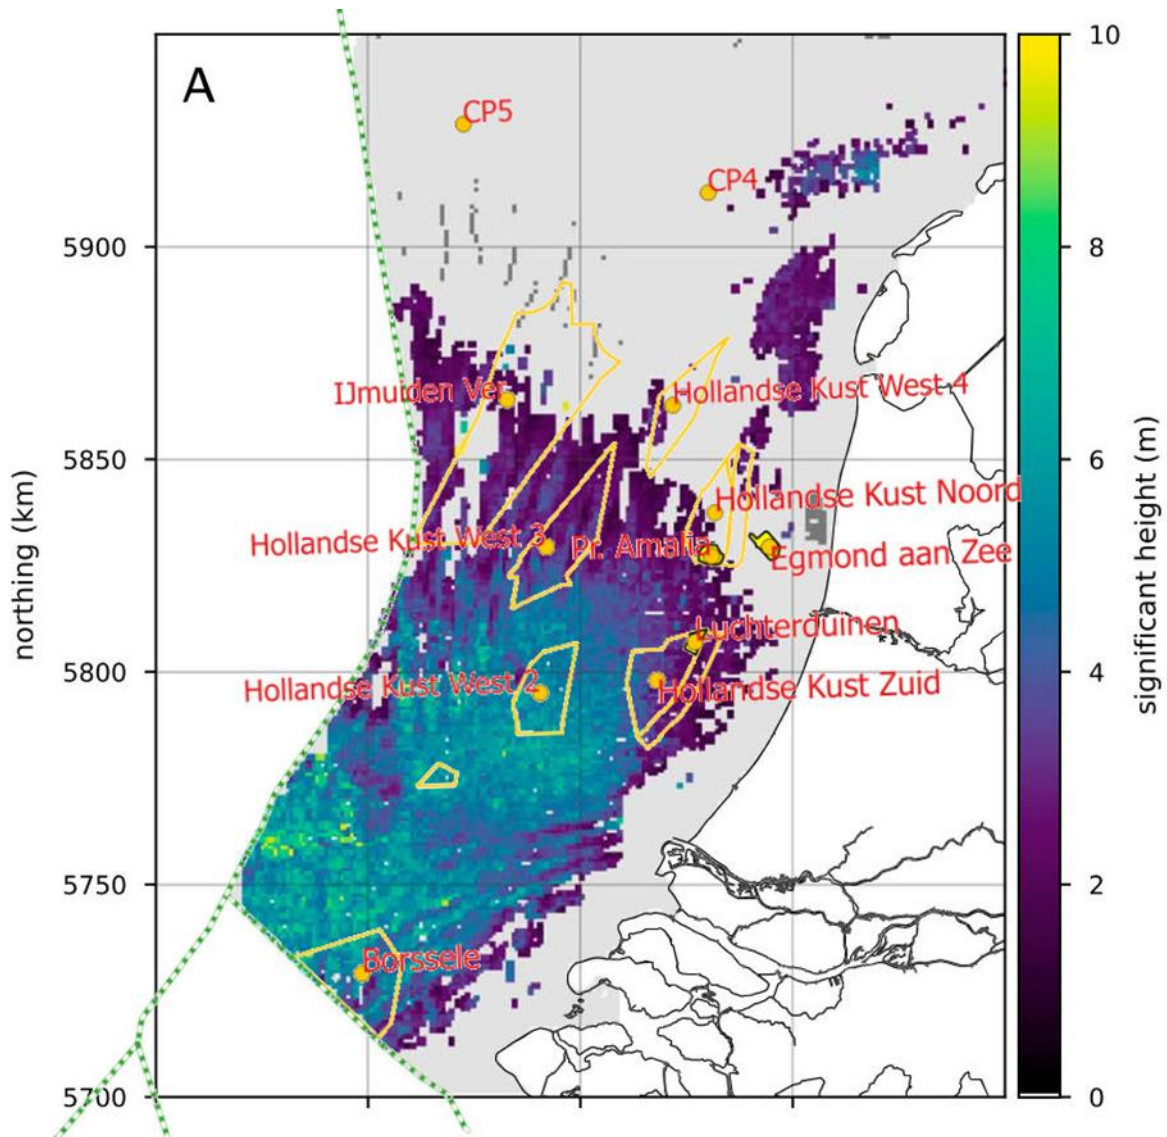 A
10
CP5
CP4
5900
8
IJmuiden Ver
Hollandse Kust West 4
5850
6
Hollandse Kust Noord
Hollandse Kust West 3
Pr. Amalia
Egmond aan Zee
Luchterduinen
5800
4
Hollandse Kust West 2
Hollandse Kust Zuid
5750
2
Borssele
5700
0
northing (km)
significant height (m)